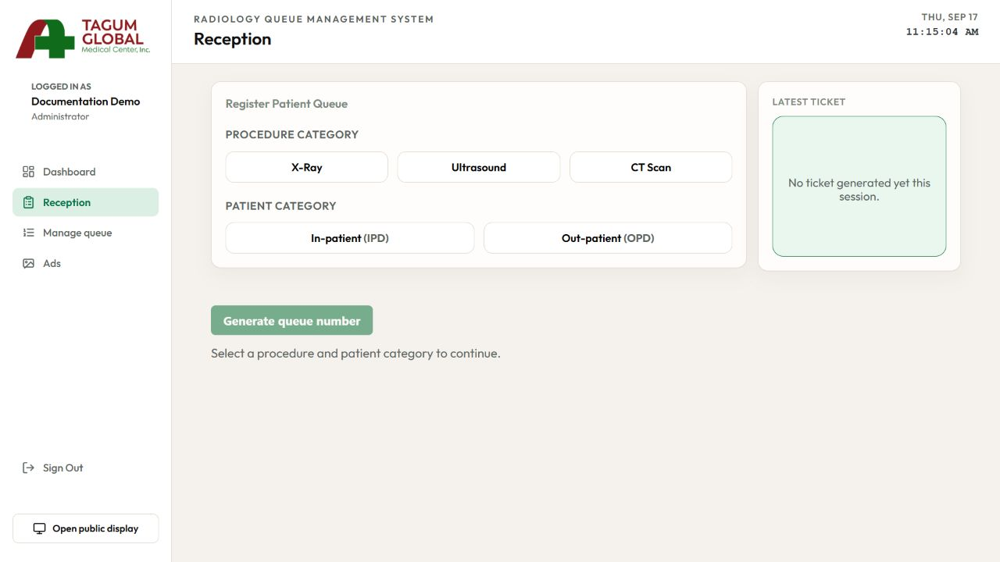 TAGUM
GLOBAL
Medical Center, Inc.
LOGGED IN AS
Documentation Demo
Administrator
Dashboard
Reception
Manage queue
Ads
Sign Out
Open public display
RADIOLOGY QUEUE MANAGEMENT SYSTEM
Reception
THU, SEP 17
11:15:04 AM
Register Patient Queue
PROCEDURE CATEGORY
X-Ray
Ultrasound
CT Scan
PATIENT CATEGORY
In-patient (IPD)
Out-patient (OPD)
Generate queue number
Select a procedure and patient category to continue.
LATEST TICKET
No ticket generated yet this
session.